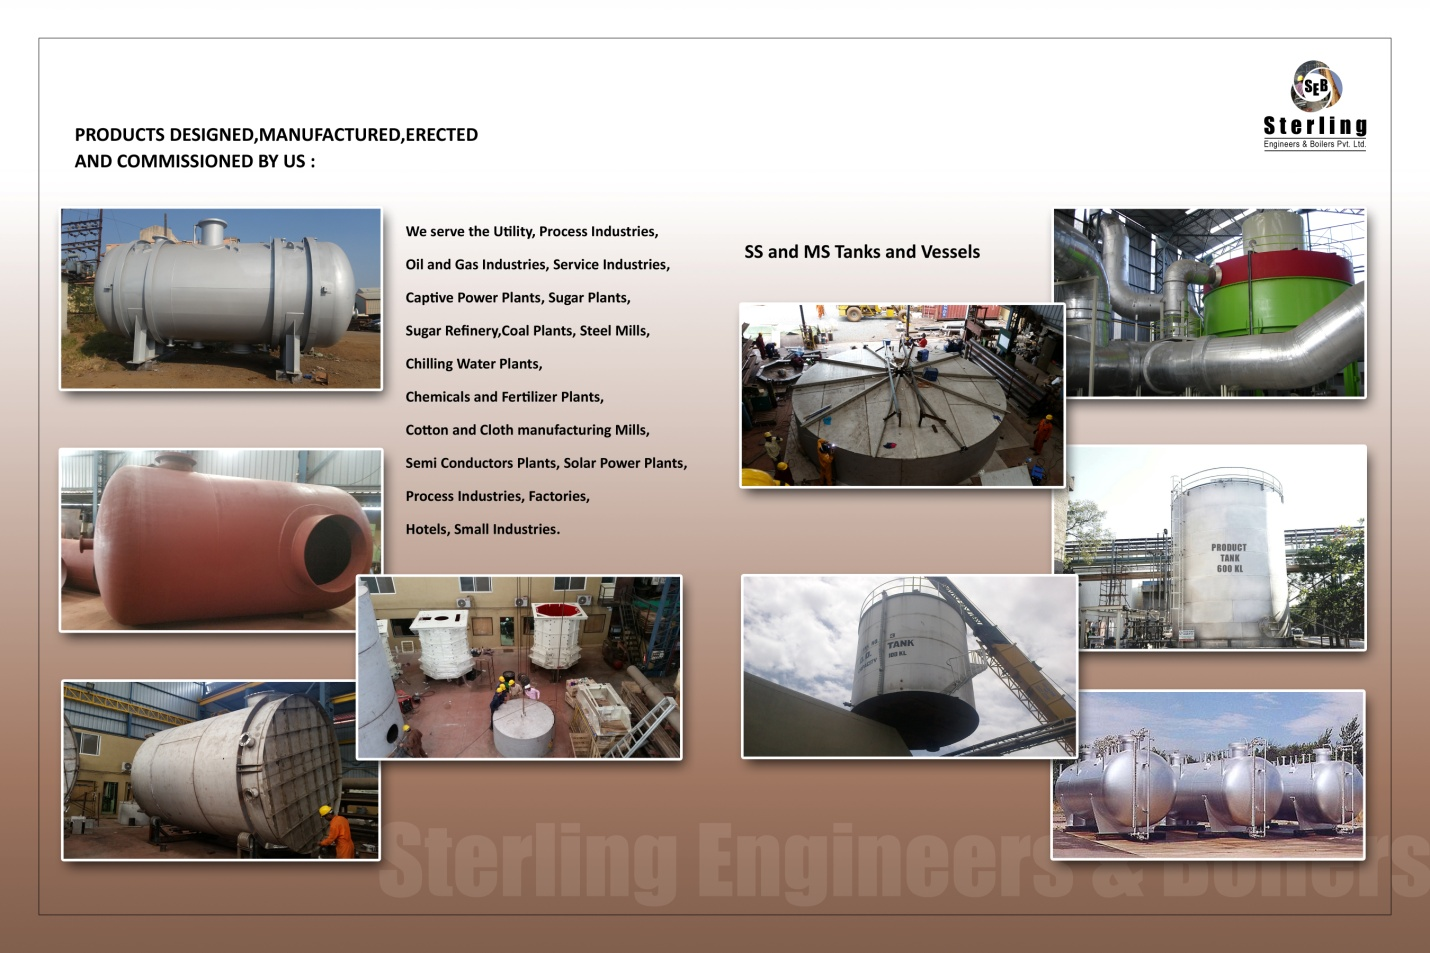 SEB
Sterling
Engineers & Boilers Pvt. Ltd.
PRODUCTS DESIGNED,MANUFACTURED,ERECTED
AND COMMISSIONED BY US :
We serve the Utility, Process Industries,
Oil and Gas Industries, Service Industries,
Captive Power Plants, Sugar Plants,
Sugar Refinery,Coal Plants, Steel Mills,
Chilling Water Plants,
Chemicals and Fertilizer Plants,
Cotton and Cloth manufacturing Mills,
Semi Conductors Plants, Solar Power Plants,
Process Industries, Factories,
Hotels, Small Industries.
SS and MS Tanks and Vessels
PRODUCT
TANK
600 KL
TANK
Sterling Engineers & Boilers